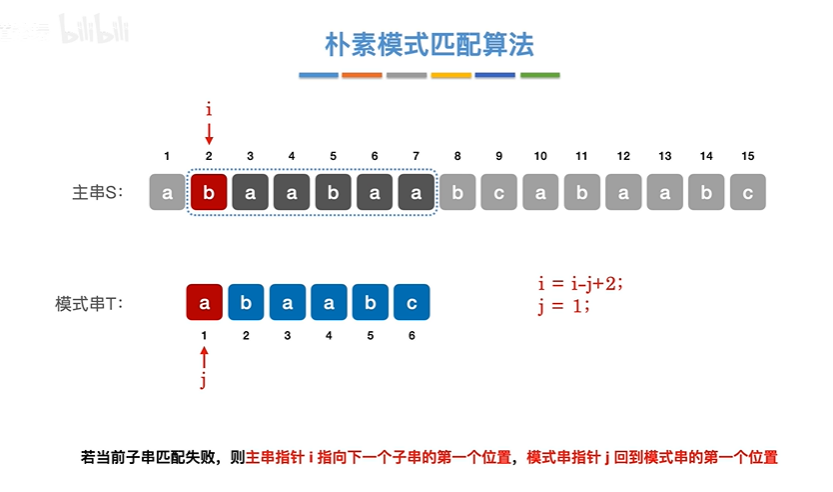 bilibili
朴素模式匹配算法
i
1 2 3 4 5 6 7 8 9 10 11 12 13 14 15
主串S： a b a a b a a b c a b a a b c
模式串T： a b a a b c
1 2 3 4 5 6
j
i = i-j+2;
j = 1;
若当前子串匹配失败，则主串指针 i 指向下一个子串的第一个位置，模式串指针 j 回到模式串的第一个位置